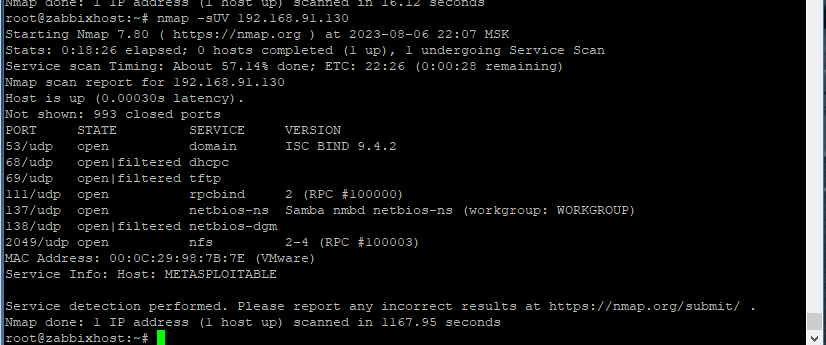 Nmap done: 1 IP address (1 host up) scanned in 16.12 seconds
root@zabbixhost:~# nmap -sUV 192.168.91.130
Starting Nmap 7.80 ( https://nmap.org ) at 2023-08-06 22:07 MSK
Stats: 0:18:26 elapsed; 0 hosts completed (1 up), 1 undergoing Service Scan
Service scan Timing: About 57.14% done; ETC: 22:26 (0:00:28 remaining)
Nmap scan report for 192.168.91.130
Host is up (0.00030s latency).
Not shown: 993 closed ports
PORT     STATE         SERVICE     VERSION
53/udp   open          domain      ISC BIND 9.4.2
68/udp   open|filtered dhcpc
69/udp   open|filtered tftp
111/udp  open          rpcbind     2 (RPC #100000)
137/udp  open          netbios-ns  Samba nmbd netbios-ns (workgroup: WORKGROUP)
138/udp  open|filtered netbios-dgm
2049/udp open          nfs         2-4 (RPC #100003)
MAC Address: 00:0C:29:98:7B:7E (VMware)
Service Info: Host: METASPLOITABLE

Service detection performed. Please report any incorrect results at https://nmap.org/submit/ .
Nmap done: 1 IP address (1 host up) scanned in 1167.95 seconds
root@zabbixhost:~#